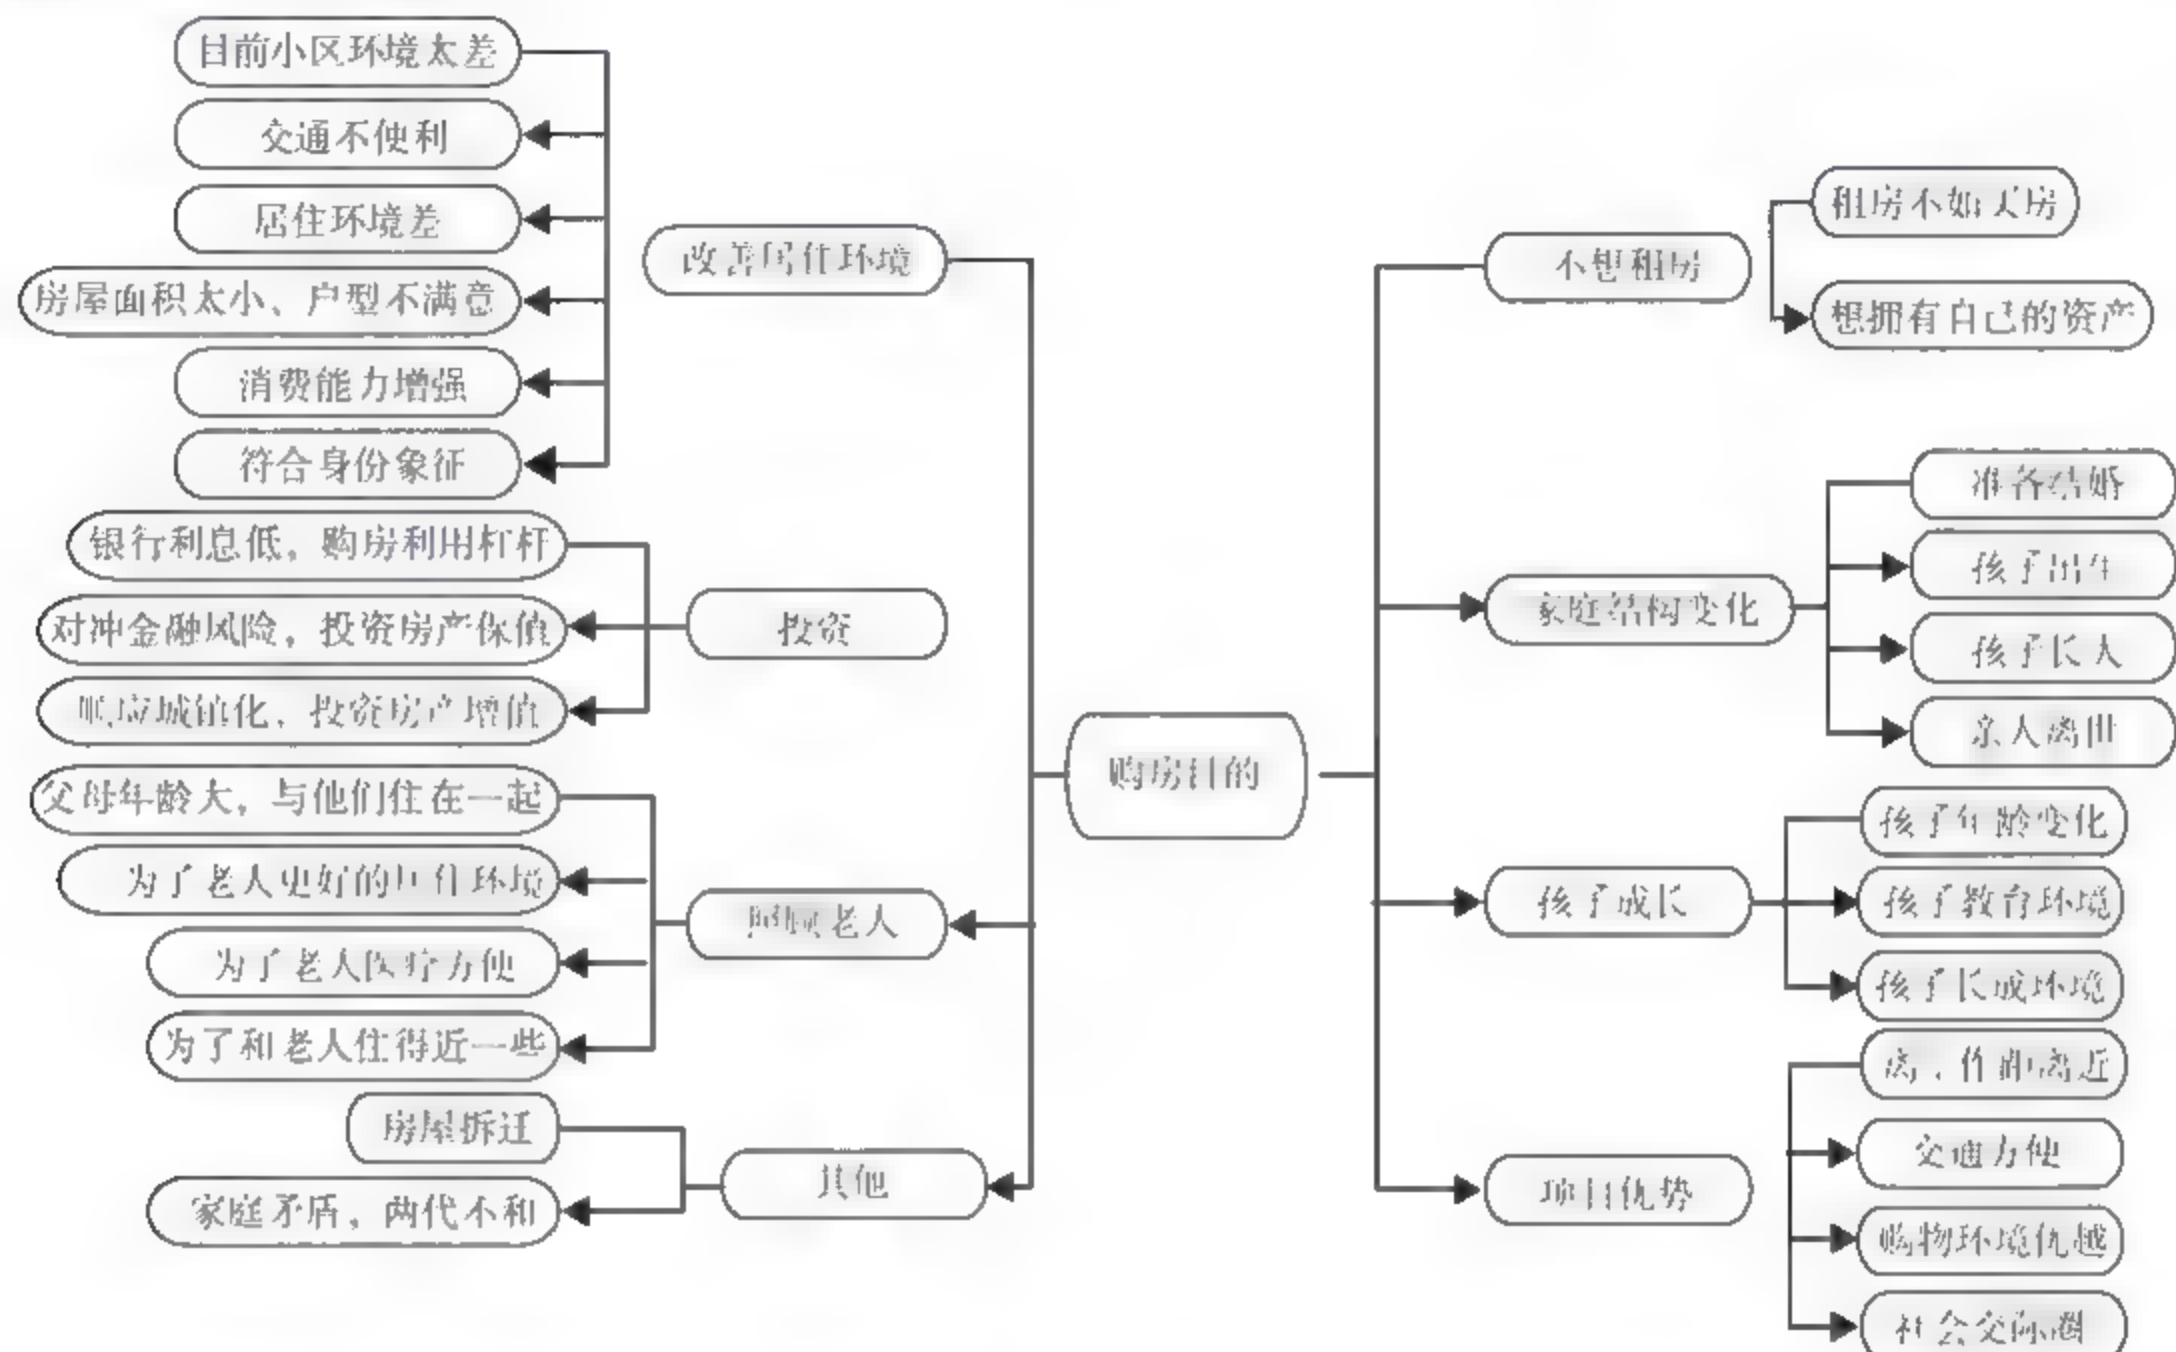 目前小区环境太差
交通不便利
居住环境差
房屋面积太小、户型不满意
消费能力增强
符合身份象征
改善居住环境
银行利息低，购房利用杠杆
对冲金融风险，投资房产保值
响应城镇化，投资房产增值
投资
父母年龄大，与他们住在一起
为了老人更好的居住环境
为了老人医疗方便
为了和老人住得近一些
照顾老人
房屋拆迁
家庭矛盾，两代不和
其他
购房目的
不想租房
租房不如买房
想拥有自己的资产
家庭结构变化
准备结婚
孩子出生
孩子长大
亲人离世
孩子成长
孩子年龄变化
孩子教育环境
孩子长成环境
项目优势
离工作距离近
交通方便
购物环境优越
社会交际圈